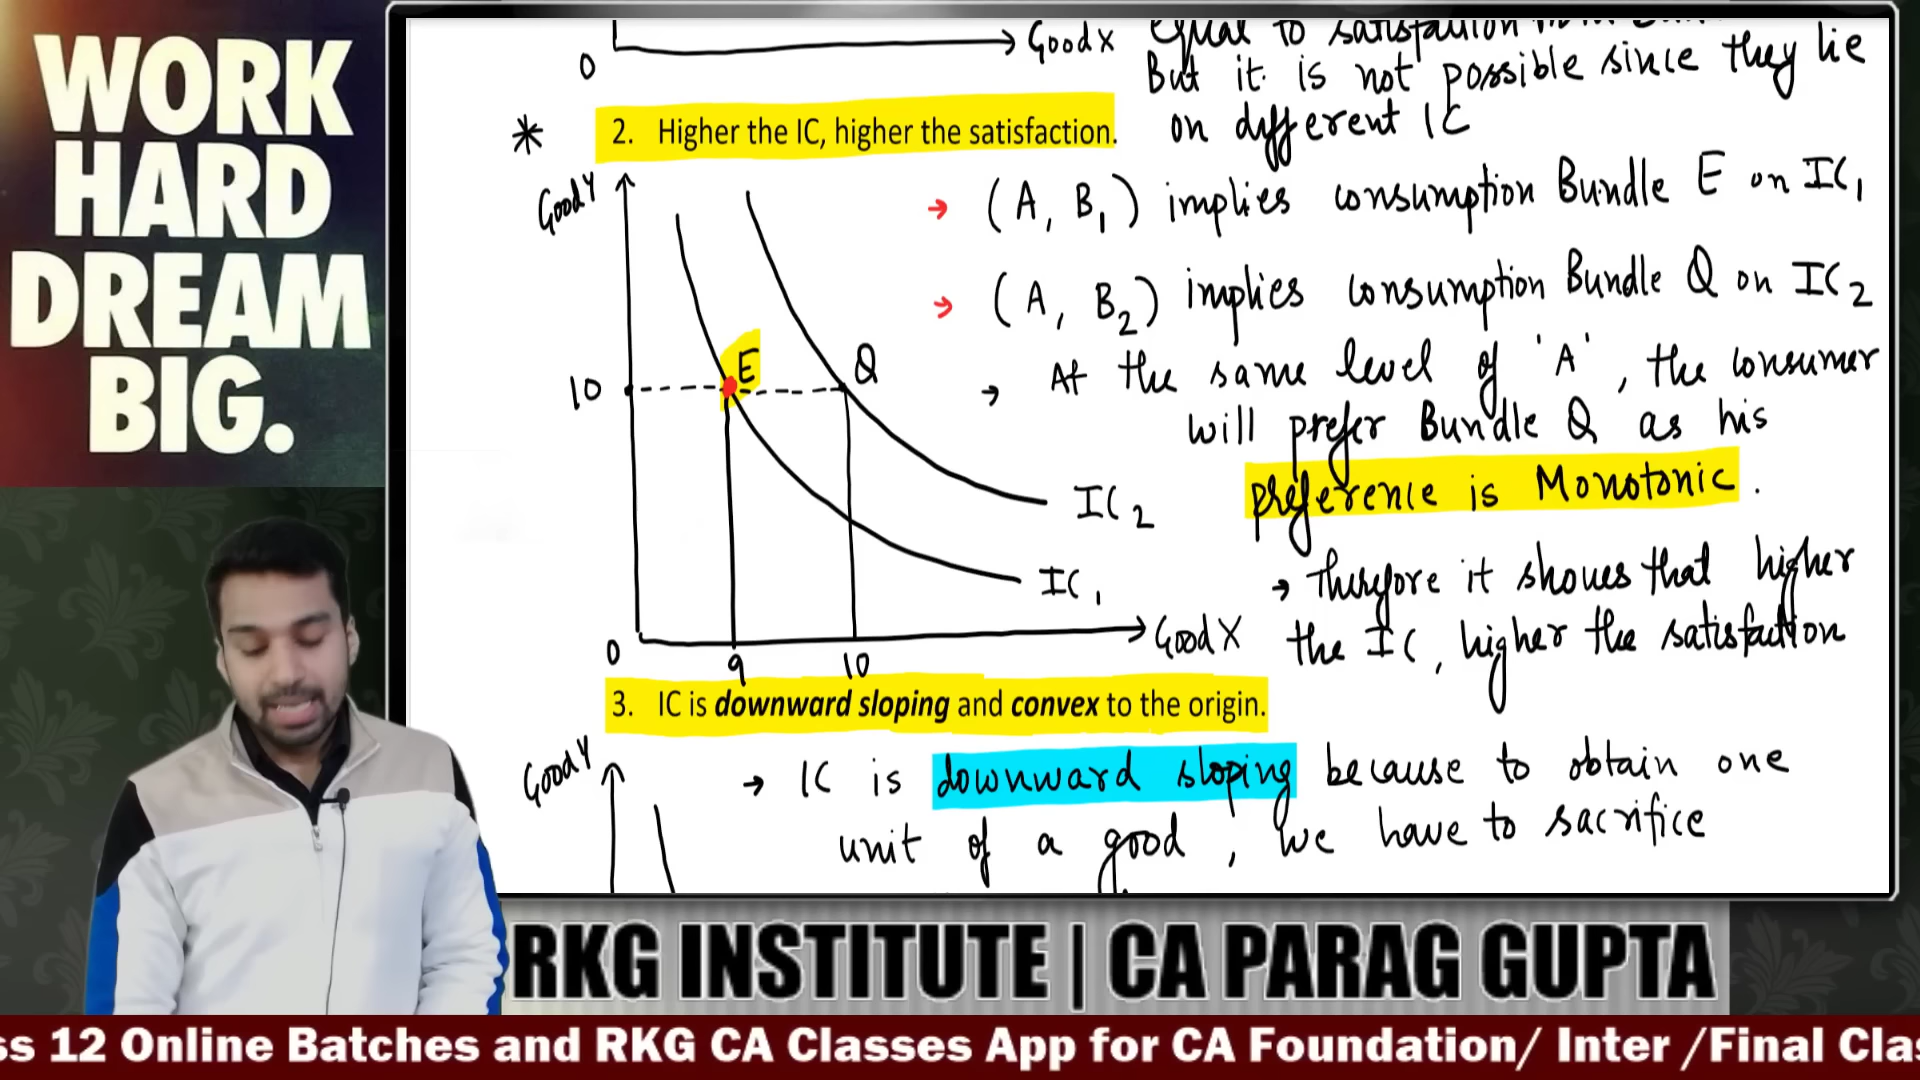 WORK
HARD
DREAM
BIG.
Good X
0
equal to satisfaction
But it is not possible since they lie
on different IC
* 2. Higher the IC, higher the satisfaction.
Good Y
→ (A, B1) implies consumption Bundle E on IC1
→ (A, B2) implies consumption Bundle Q on IC2
→ At the same level of 'A', the consumer
will prefer Bundle Q as his
preference is Monotonic.
→ Therefore it shows that higher
the IC, higher the satisfaction
E
Q
10
IC2
IC1
0
9
10
Good X
3. IC is downward sloping and convex to the origin.
Good Y
→ IC is downward sloping because to obtain one
unit of a good, we have to sacrifice
RKG INSTITUTE | CA PARAG GUPTA
ss 12 Online Batches and RKG CA Classes App for CA Foundation/ Inter /Final Clas